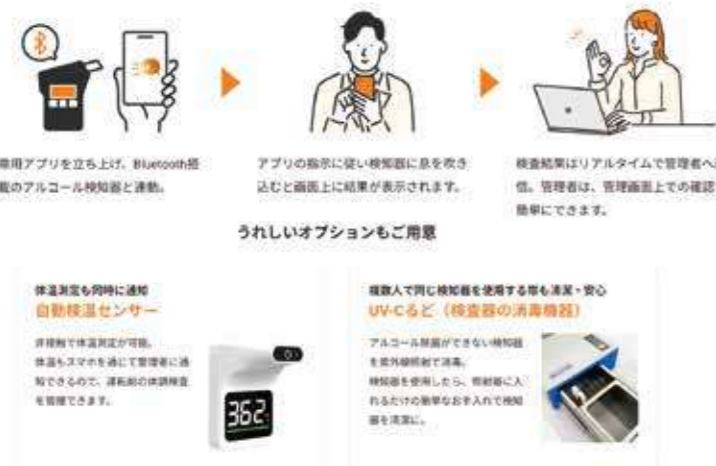 専用アプリを立ち上げ、Bluetooth搭
載のアルコール検知器と連動。
アプリの指示に従い検知器に息を吹き
込むと画面上に結果が表示されます。
検査結果はリアルタイムで管理者へ
信。管理者は、管理画面上での確認
簡単にできます。
うれしいオプションもご用意
体温測定も同時に通知
自動検温センサー
非接触で体温測定が可能。
体温もスマホを通じて管理者に通
知できるので、運転前の体調検査
を管理できます。
362
複数人で同じ検知器を使用する際も清潔・安心
UV-Cるど（検査器の消毒機器）
アルコール除菌ができない検知器
を紫外線照射で消毒。
検知器を使用したら、照射器に入
れるだけの簡単なお手入れで検知
器を清潔に。